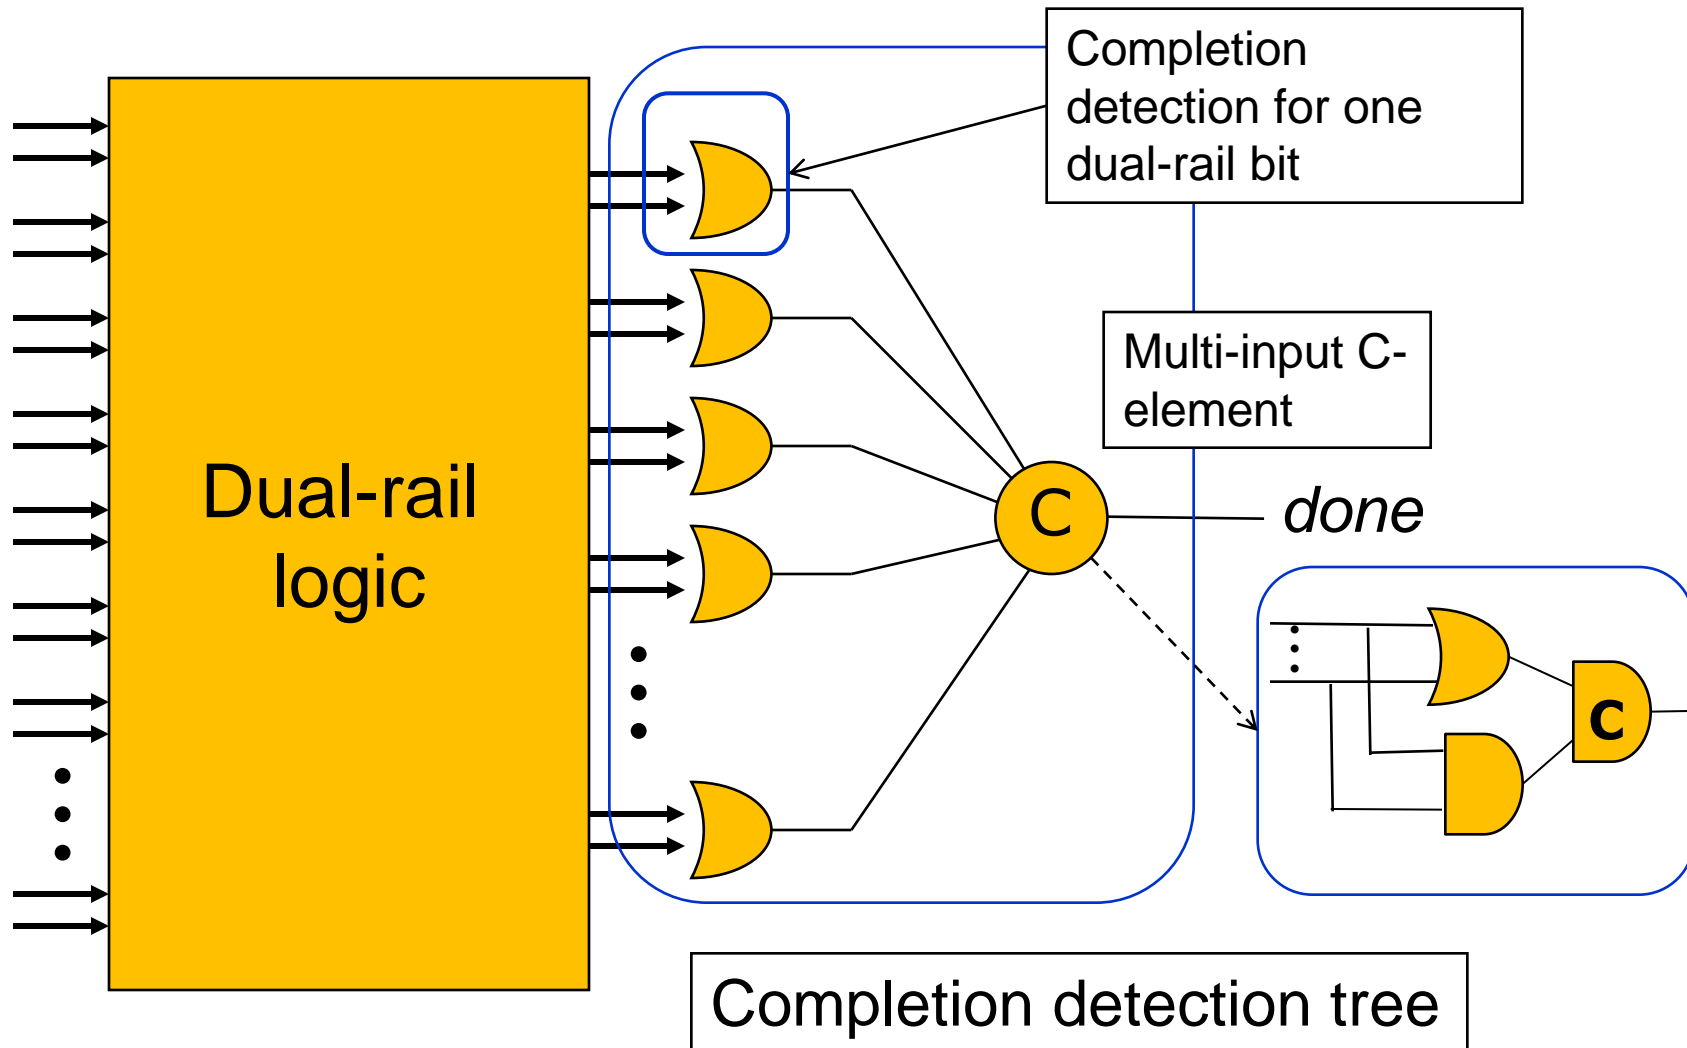 Completion
detection for one
dual-rail bit
Multi-input C-
element
Dual-rail
logic
C
done
C
Completion detection tree